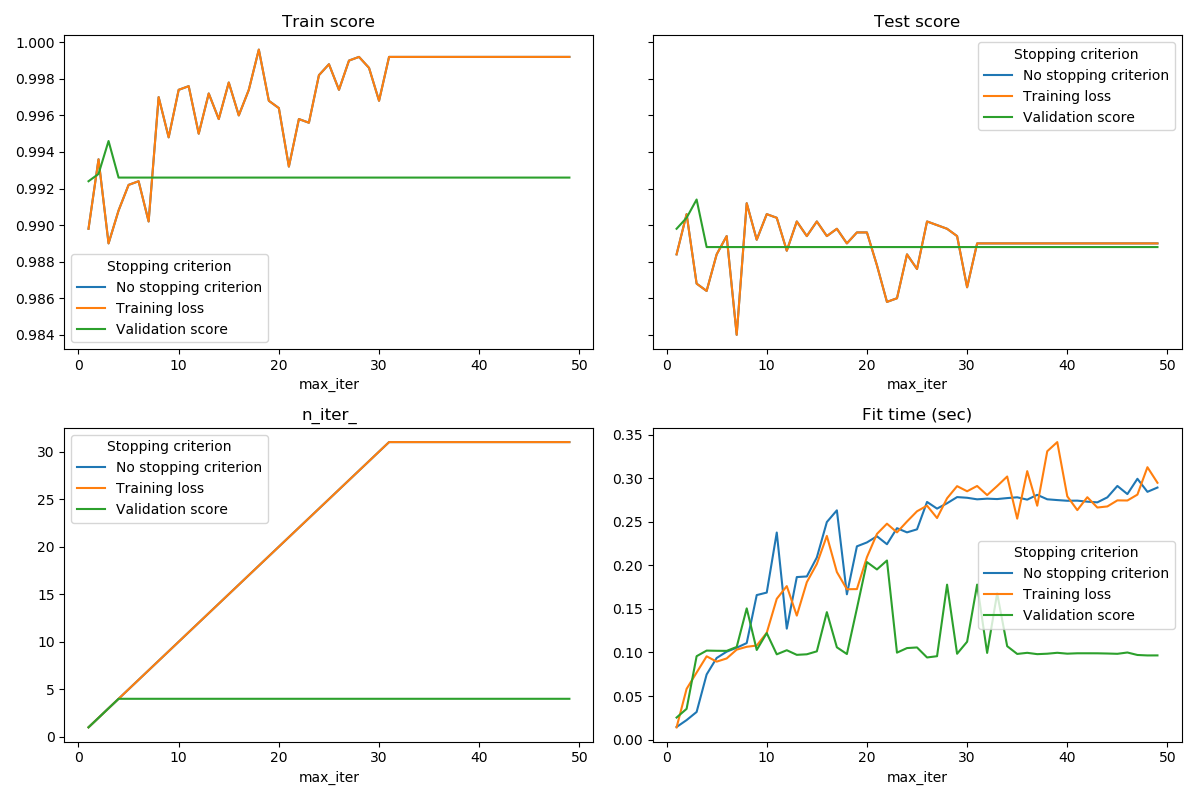 Train score
1.000
0.998
0.996
0.994
0.992
0.990
0.988
0.986
0.984
Stopping criterion
No stopping criterion
Training loss
Validation score
0 10 20 30 40 50
max_iter
Test score
Stopping criterion
No stopping criterion
Training loss
Validation score
0 10 20 30 40 50
max_iter
n_iter_
30
25
20
15
10
5
0
Stopping criterion
No stopping criterion
Training loss
Validation score
0 10 20 30 40 50
max_iter
Fit time (sec)
0.35
0.30
0.25
0.20
0.15
0.10
0.05
0.00
Stopping criterion
No stopping criterion
Training loss
Validation score
0 10 20 30 40 50
max_iter